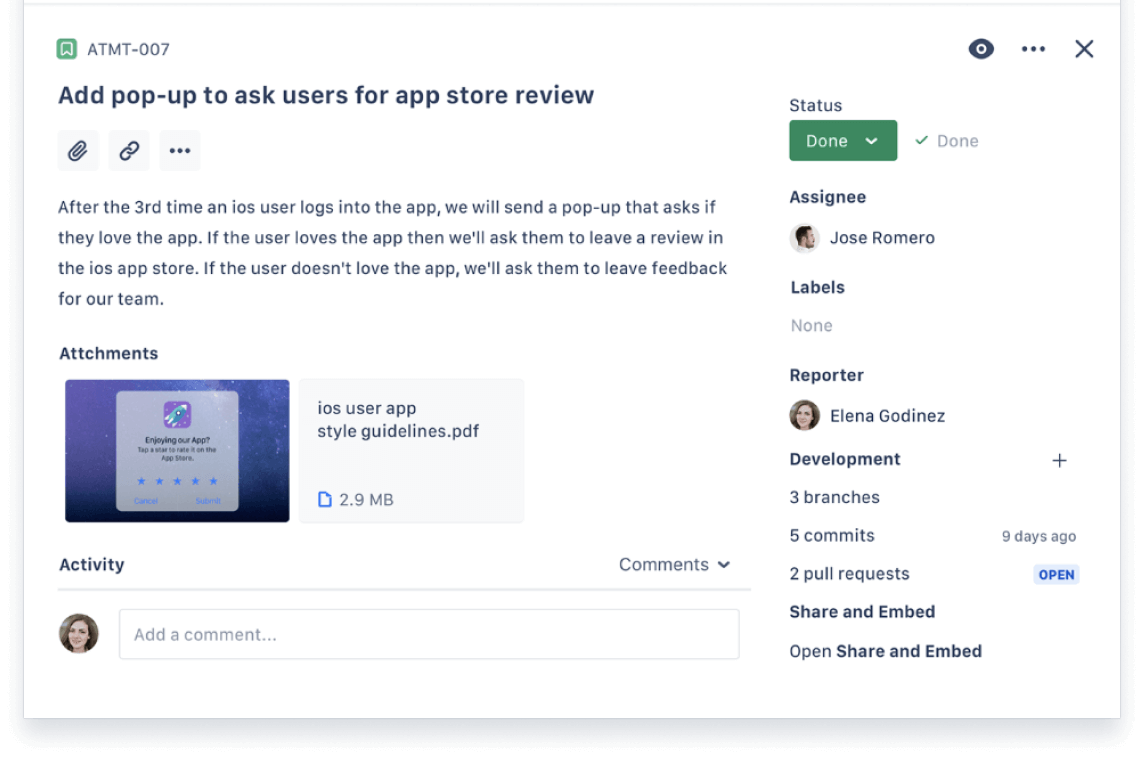 ATMT-007
Add pop-up to ask users for app store review
After the 3rd time an ios user logs into the app, we will send a pop-up that asks if
they love the app. If the user loves the app then we'll ask them to leave a review in
the ios app store. If the user doesn't love the app, we'll ask them to leave feedback
for our team.
Attchments
Enjoying our App?
Tap a star to rate it on the
App Store.
Cancel Submit
ios user app
style guidelines.pdf
2.9 MB
Activity
Comments
Add a comment...
Status
Done
Done
Assignee
Jose Romero
Labels
None
Reporter
Elena Godinez
Development
3 branches
5 commits 9 days ago
2 pull requests OPEN
Share and Embed
Open Share and Embed